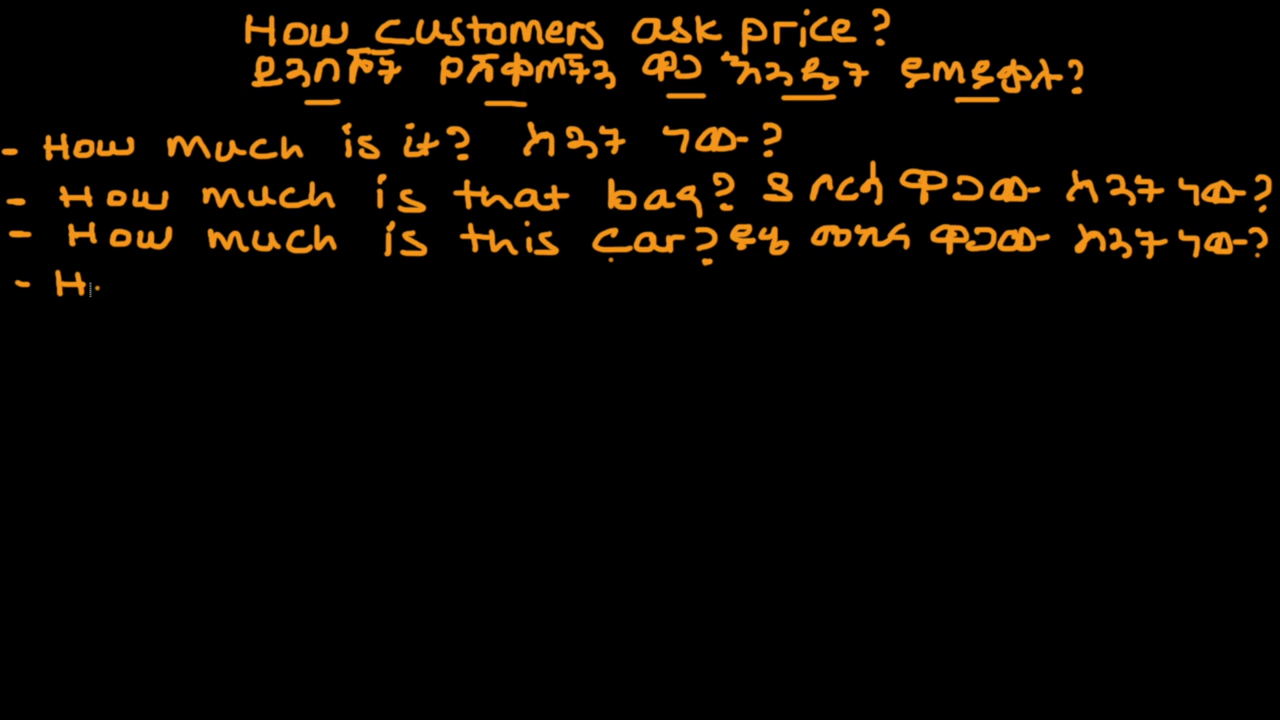 How customers ask price?
ደንበኞች የሸቀጦችን ዋጋ እንዴት ይጠይቃሉ?
- How much is it? ስንት ነው?
- How much is that bag? ያ ቦርሳ ዋጋው ስንት ነው?
- How much is this car? ይህ መኪና ዋጋው ስንት ነው?
- H